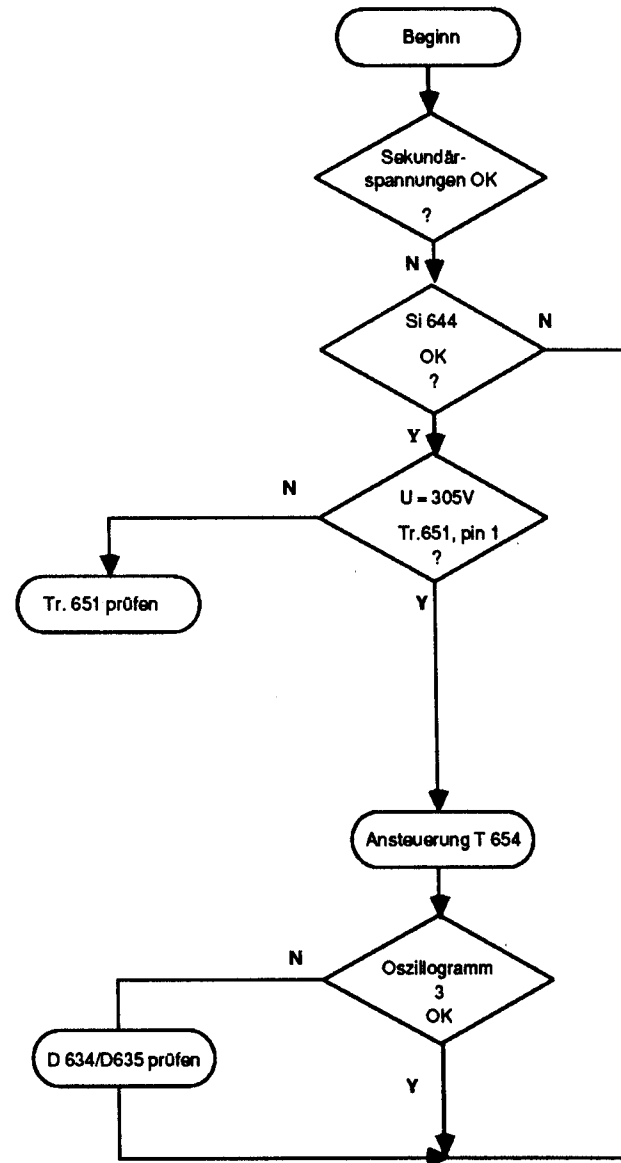 Beginn
Sekundär-
spannungen OK
?
N
Si 644
N
OK
?
Y
U = 305V
N
Tr.651, pin 1
?
Y
Tr. 651 prüfen
Ansteuerung T 654
N
Oszillogramm
3
OK
D 634/D635 prüfen
Y